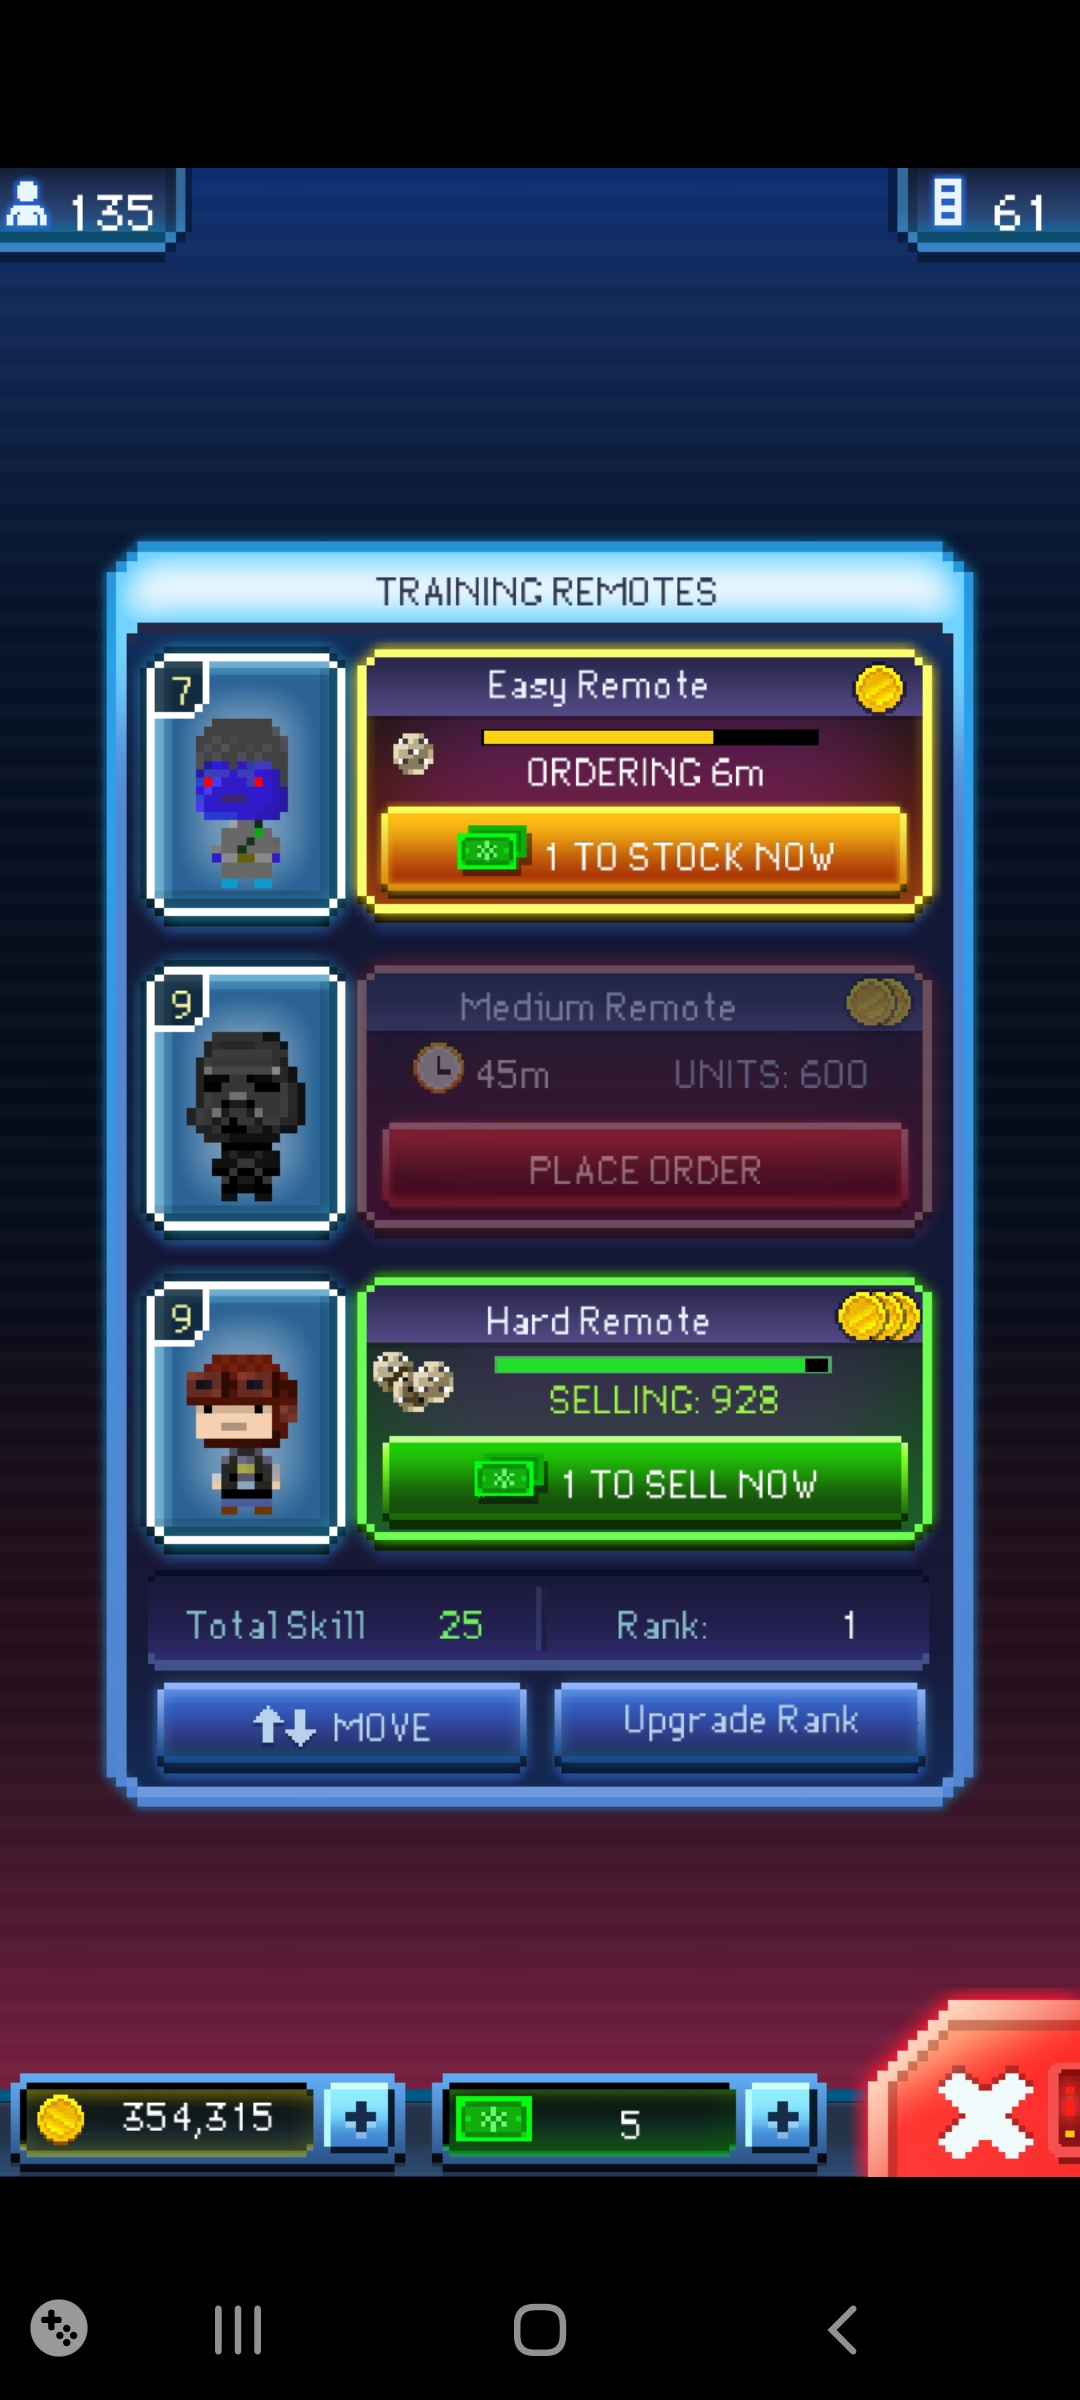 135
61
TRAINING REMOTES
7
Easy Remote
ORDERING 6m
1 TO STOCK NOW
9
Medium Remote
45m UNITS: 600
PLACE ORDER
9
Hard Remote
SELLING: 928
1 TO SELL NOW
Total Skill 25 Rank: 1
MOVE Upgrade Rank
354,315 5